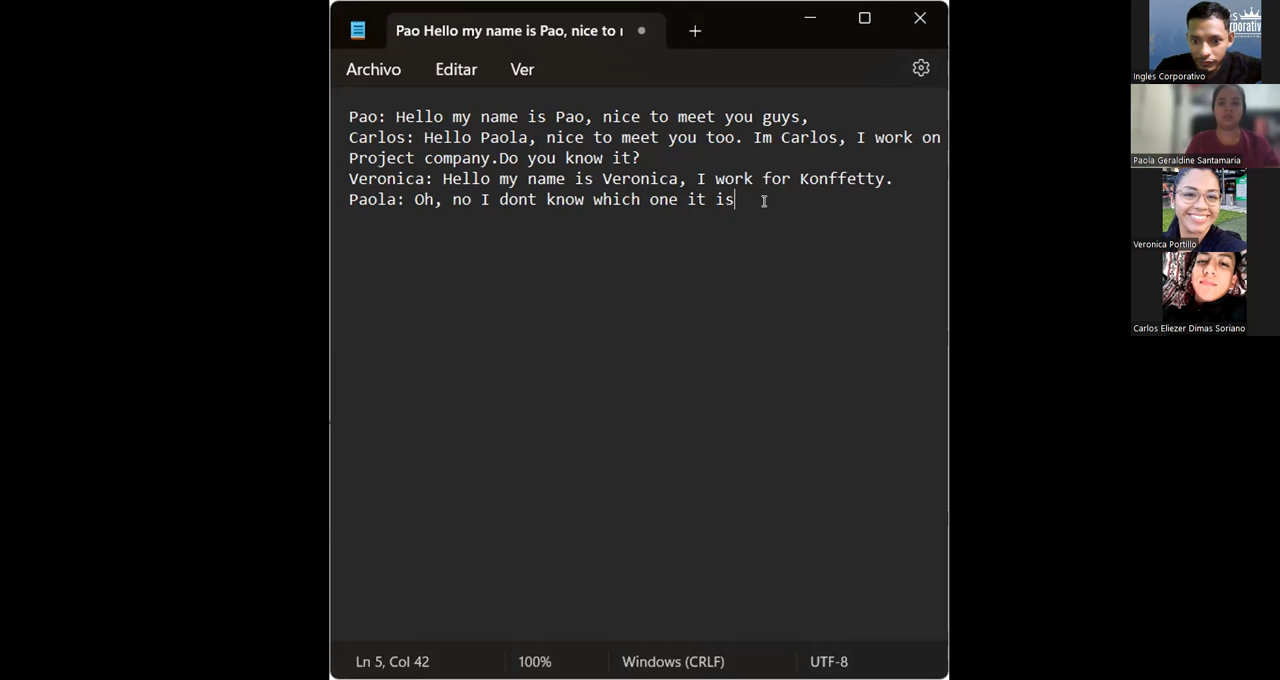 Pao Hello my name is Pao, nice to
Archivo Editar Ver
Pao: Hello my name is Pao, nice to meet you guys,
Carlos: Hello Paola, nice to meet you too. Im Carlos, I work on
Project company.Do you know it?
Veronica: Hello my name is Veronica, I work for Konffetty.
Paola: Oh, no I dont know which one it is
Ln 5, Col 42 100% Windows (CRLF) UTF-8
Ingles Corporativo
Paola Geraldine Santamaria
Veronica Portillo
Carlos Eliezer Dimas Soriano